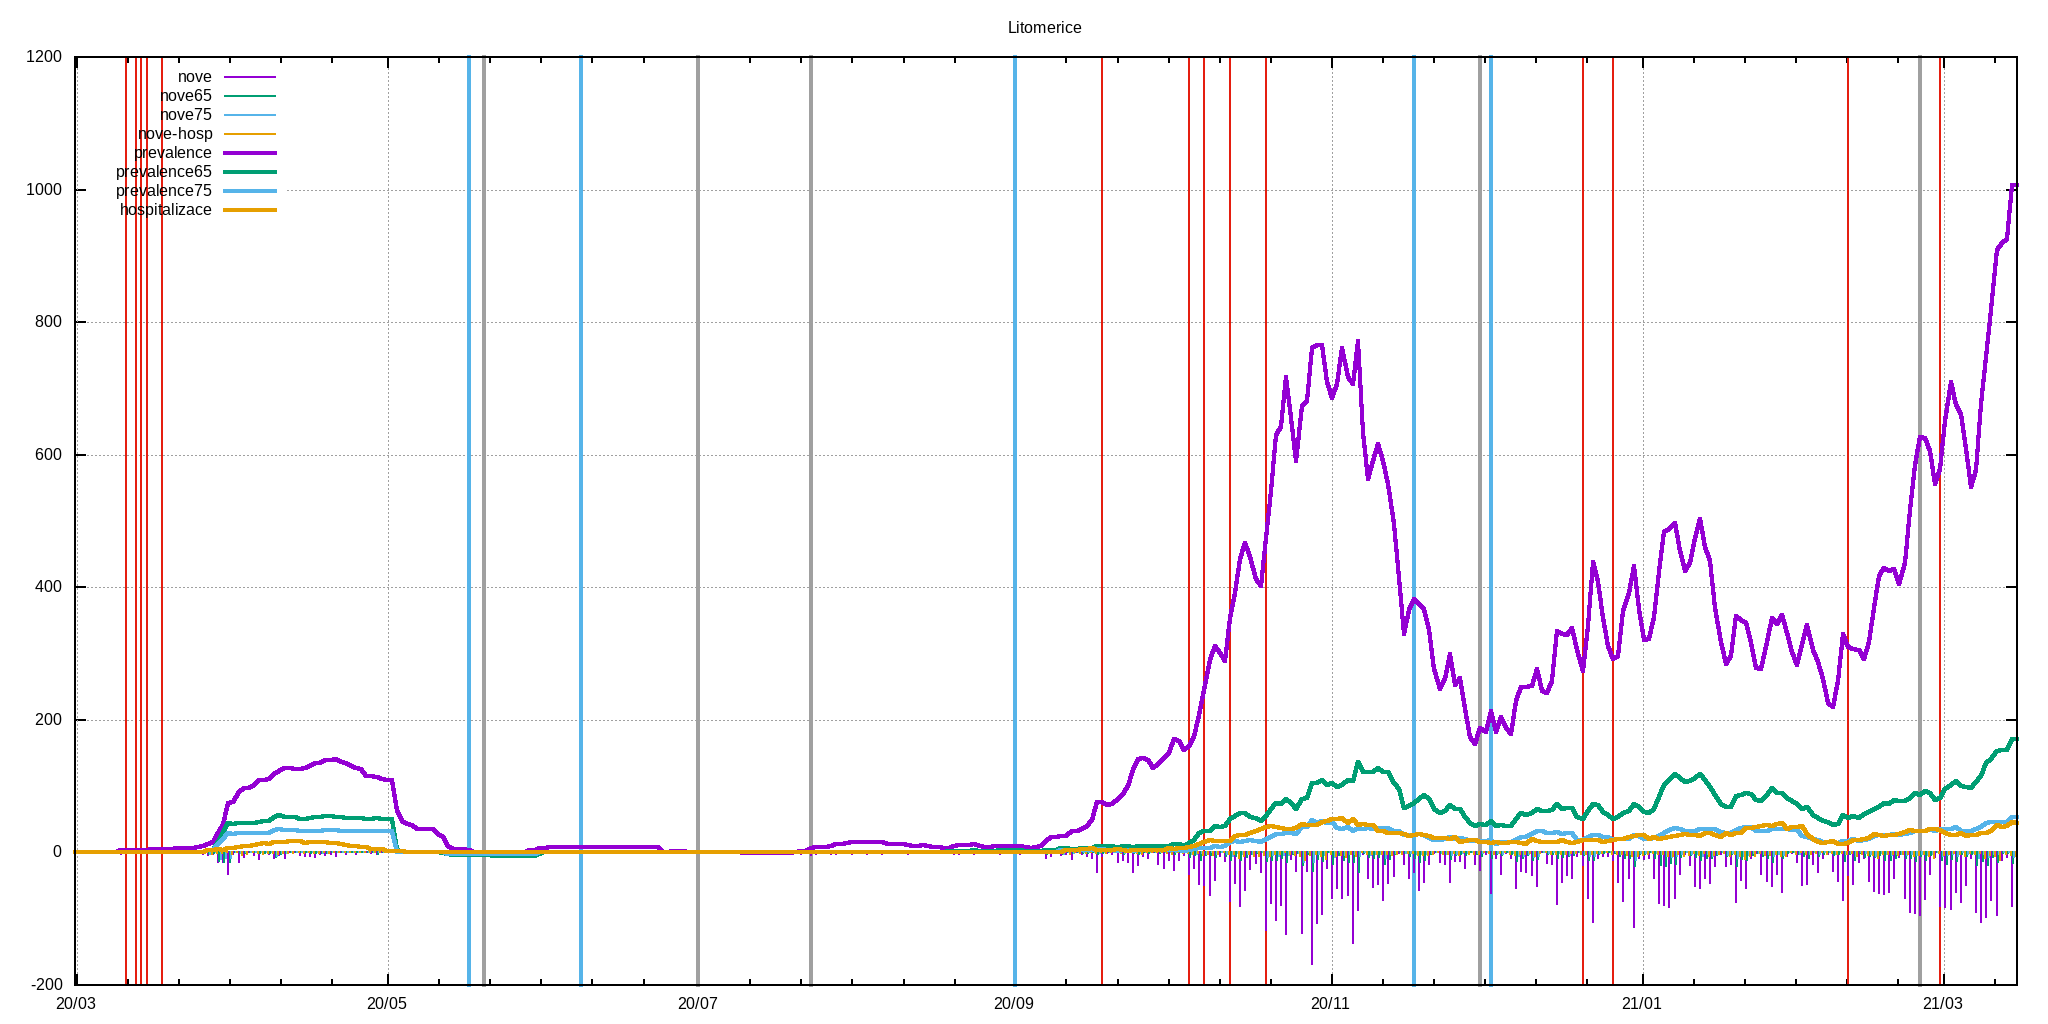 Litomerice
1200
1000
800
600
400
200
0
-200
nove
nove65
nove75
nove-hosp
prevalence
prevalence65
prevalence75
hospitalizace
20/03 20/05 20/07 20/09 20/11 21/01 21/03